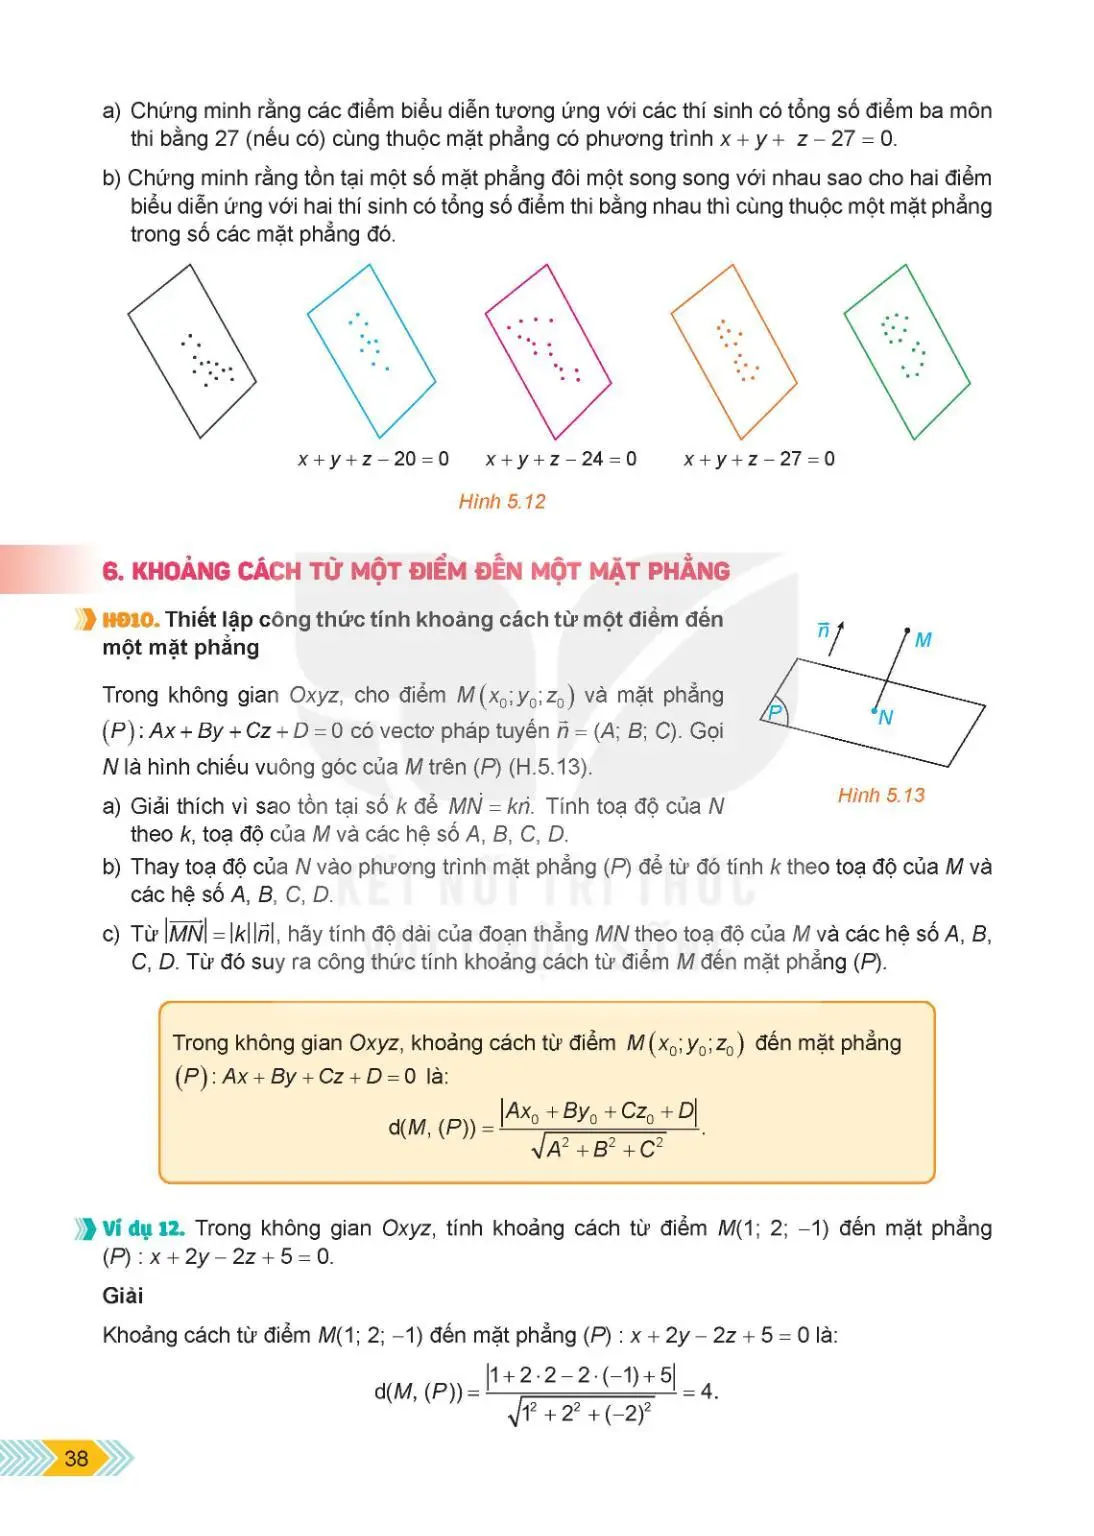 a) Chứng minh rằng các điểm biểu diễn tương ứng với các thí sinh có tổng số điểm ba môn
thi bằng 27 (nếu có) cùng thuộc mặt phẳng có phương trình x + y + z – 27 = 0.
b) Chứng minh rằng tồn tại một số mặt phẳng đôi một song song với nhau sao cho hai điểm
biểu diễn ứng với hai thí sinh có tổng số điểm thi bằng nhau thì cùng thuộc một mặt phẳng
trong số các mặt phẳng đó.
x + y + z – 20 = 0 x + y + z – 24 = 0 x + y + z – 27 = 0
Hình 5.12
6. KHOẢNG CÁCH TỪ MỘT ĐIỂM ĐẾN MỘT MẶT PHẲNG
HĐ10. Thiết lập công thức tính khoảng cách từ một điểm đến
một mặt phẳng
Trong không gian Oxyz, cho điểm M(x₀; y₀; z₀) và mặt phẳng
(P): Ax + By + Cz + D = 0 có vectơ pháp tuyến n⃗ = (A; B; C). Gọi
N là hình chiếu vuông góc của M trên (P) (H.5.13).
n⃗
M
P
N
Hình 5.13
a) Giải thích vì sao tồn tại số k để MṄ = kṅ. Tính toạ độ của N
theo k, toạ độ của M và các hệ số A, B, C, D.
b) Thay toạ độ của N vào phương trình mặt phẳng (P) để từ đó tính k theo toạ độ của M và
các hệ số A, B, C, D.
c) Từ |MN⃗| = |k||n⃗|, hãy tính độ dài của đoạn thẳng MN theo toạ độ của M và các hệ số A, B,
C, D. Từ đó suy ra công thức tính khoảng cách từ điểm M đến mặt phẳng (P).
KẾT NỐI TRI THỨC
VỚI CUỘC SỐNG
Trong không gian Oxyz, khoảng cách từ điểm M(x₀; y₀; z₀) đến mặt phẳng
(P): Ax + By + Cz + D = 0 là:
d(M, (P)) = |Ax₀ + By₀ + Cz₀ + D| / √(A² + B² + C²).
Ví dụ 12. Trong không gian Oxyz, tính khoảng cách từ điểm M(1; 2; –1) đến mặt phẳng
(P) : x + 2y – 2z + 5 = 0.
Giải
Khoảng cách từ điểm M(1; 2; –1) đến mặt phẳng (P) : x + 2y – 2z + 5 = 0 là:
d(M, (P)) = |1 + 2 · 2 – 2 · (–1) + 5| / √(1² + 2² + (–2)²) = 4.
38